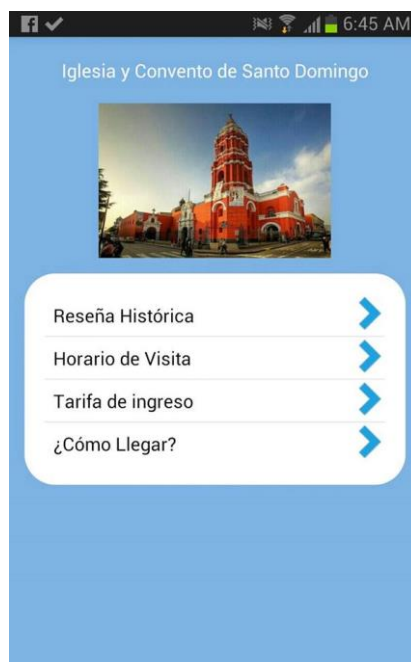 6:45 AM
Iglesia y Convento de Santo Domingo
Reseña Histórica
Horario de Visita
Tarifa de ingreso
¿Cómo Llegar?